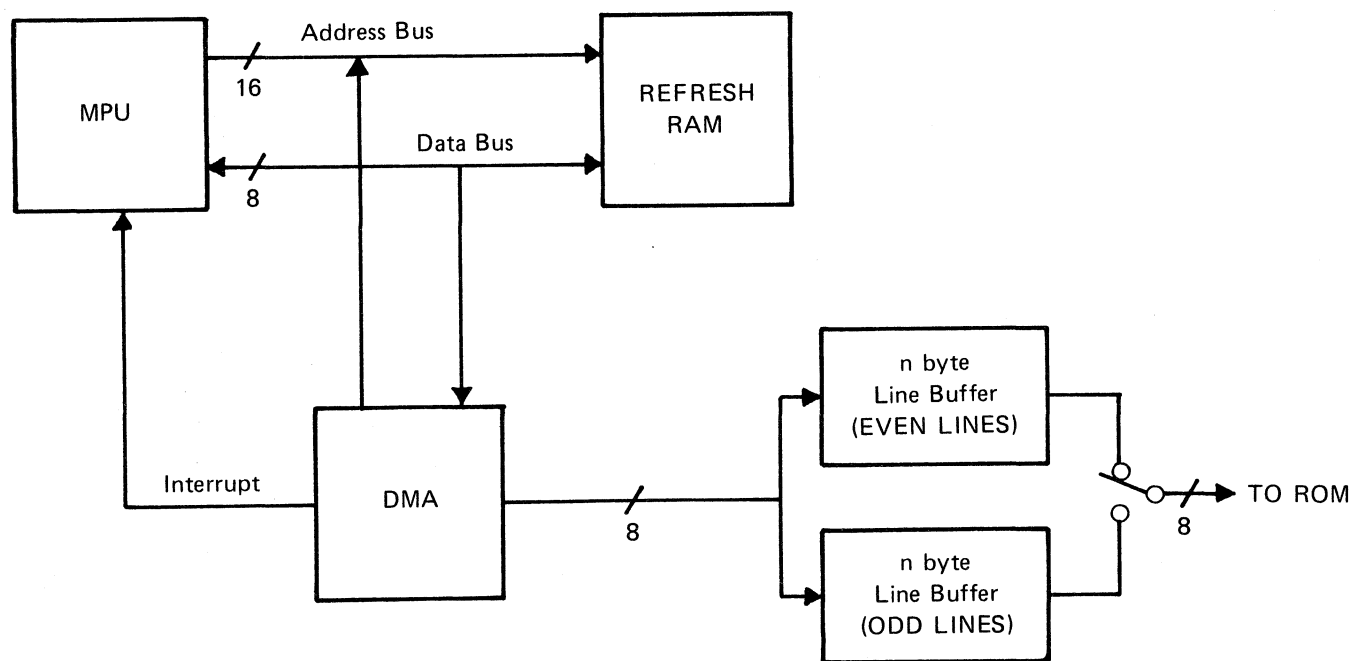 Address Bus
16
MPU
REFRESH
RAM
Data Bus
8
n byte
Line Buffer
(EVEN LINES)
Interrupt
DMA
8
8
TO ROM
n byte
Line Buffer
(ODD LINES)